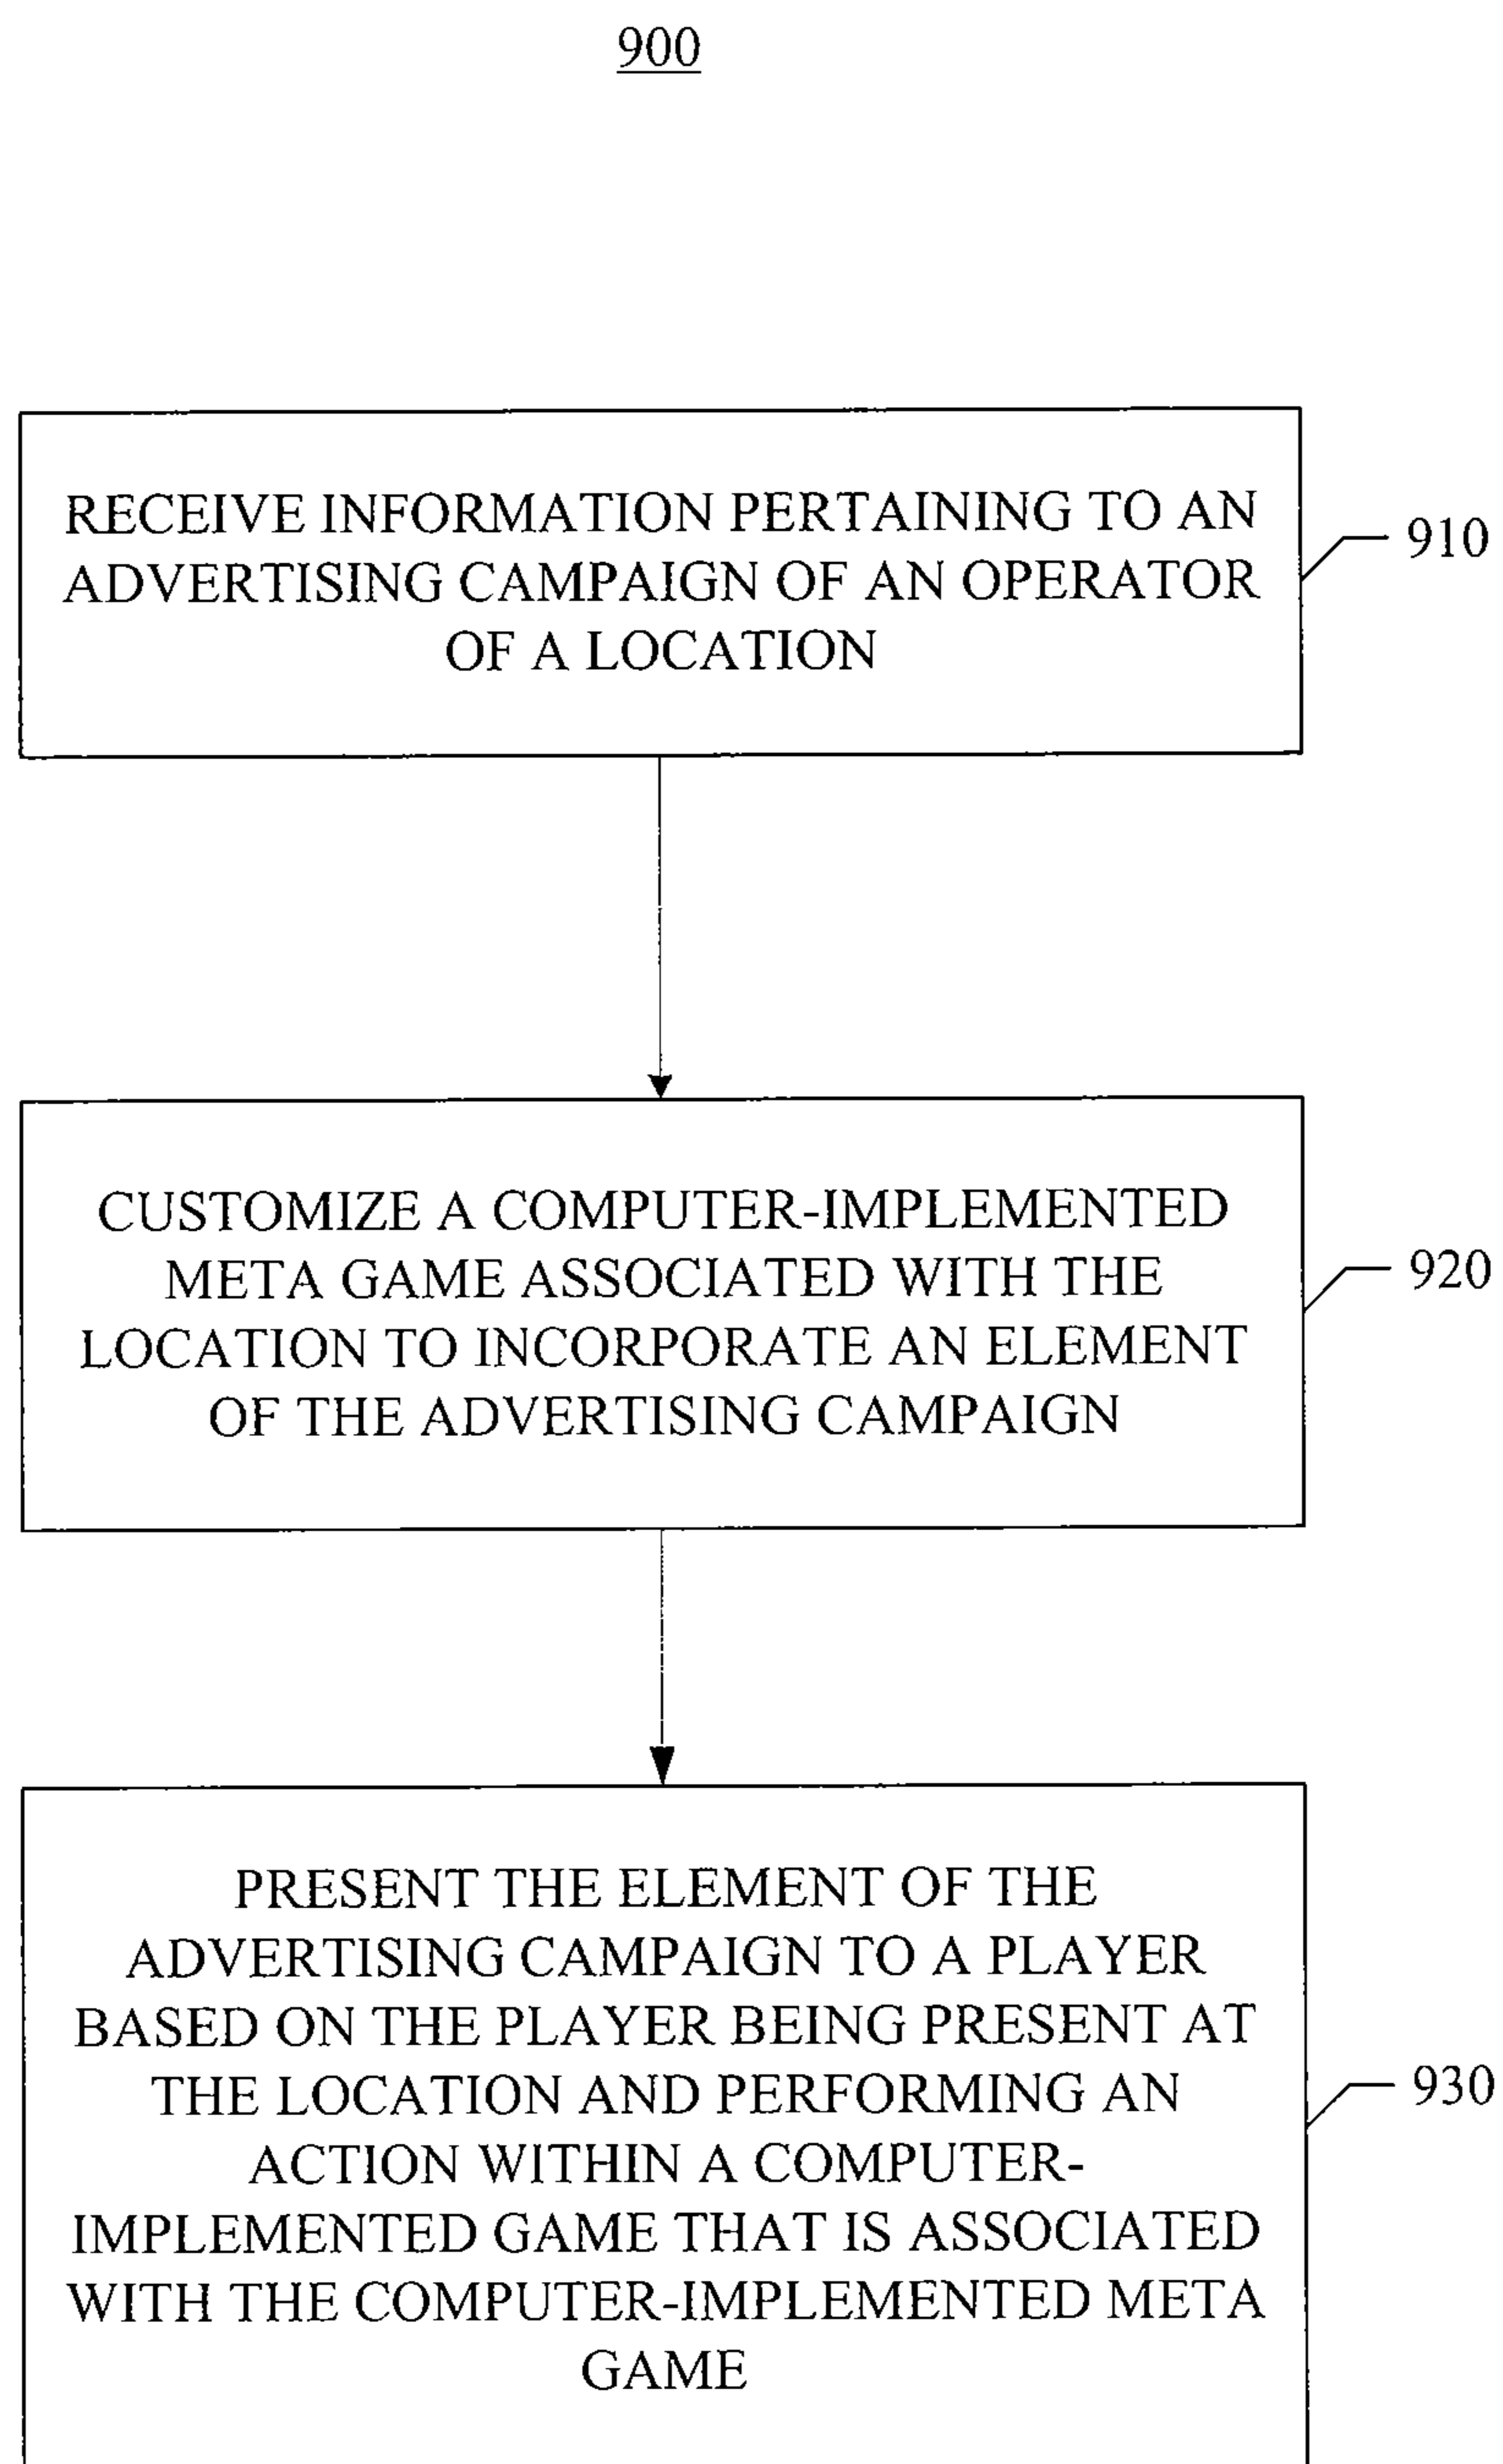 900
RECEIVE INFORMATION PERTAINING TO AN
ADVERTISING CAMPAIGN OF AN OPERATOR
OF A LOCATION
910
CUSTOMIZE A COMPUTER-IMPLEMENTED
META GAME ASSOCIATED WITH THE
LOCATION TO INCORPORATE AN ELEMENT
OF THE ADVERTISING CAMPAIGN
920
PRESENT THE ELEMENT OF THE
ADVERTISING CAMPAIGN TO A PLAYER
BASED ON THE PLAYER BEING PRESENT AT
THE LOCATION AND PERFORMING AN
ACTION WITHIN A COMPUTER-
IMPLEMENTED GAME THAT IS ASSOCIATED
WITH THE COMPUTER-IMPLEMENTED META
GAME
930